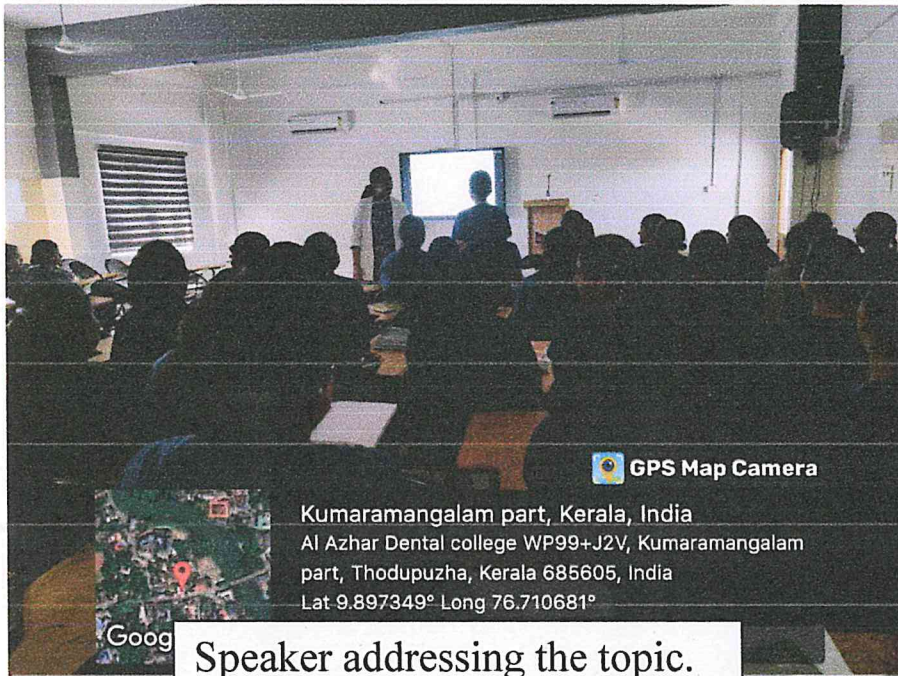 GPS Map Camera
Kumaramangalam part, Kerala, India
Al Azhar Dental college WP99+J2V, Kumaramangalam
part, Thodupuzha, Kerala 685605, India
Lat 9.897349° Long 76.710681°
Goog
Speaker addressing the topic.